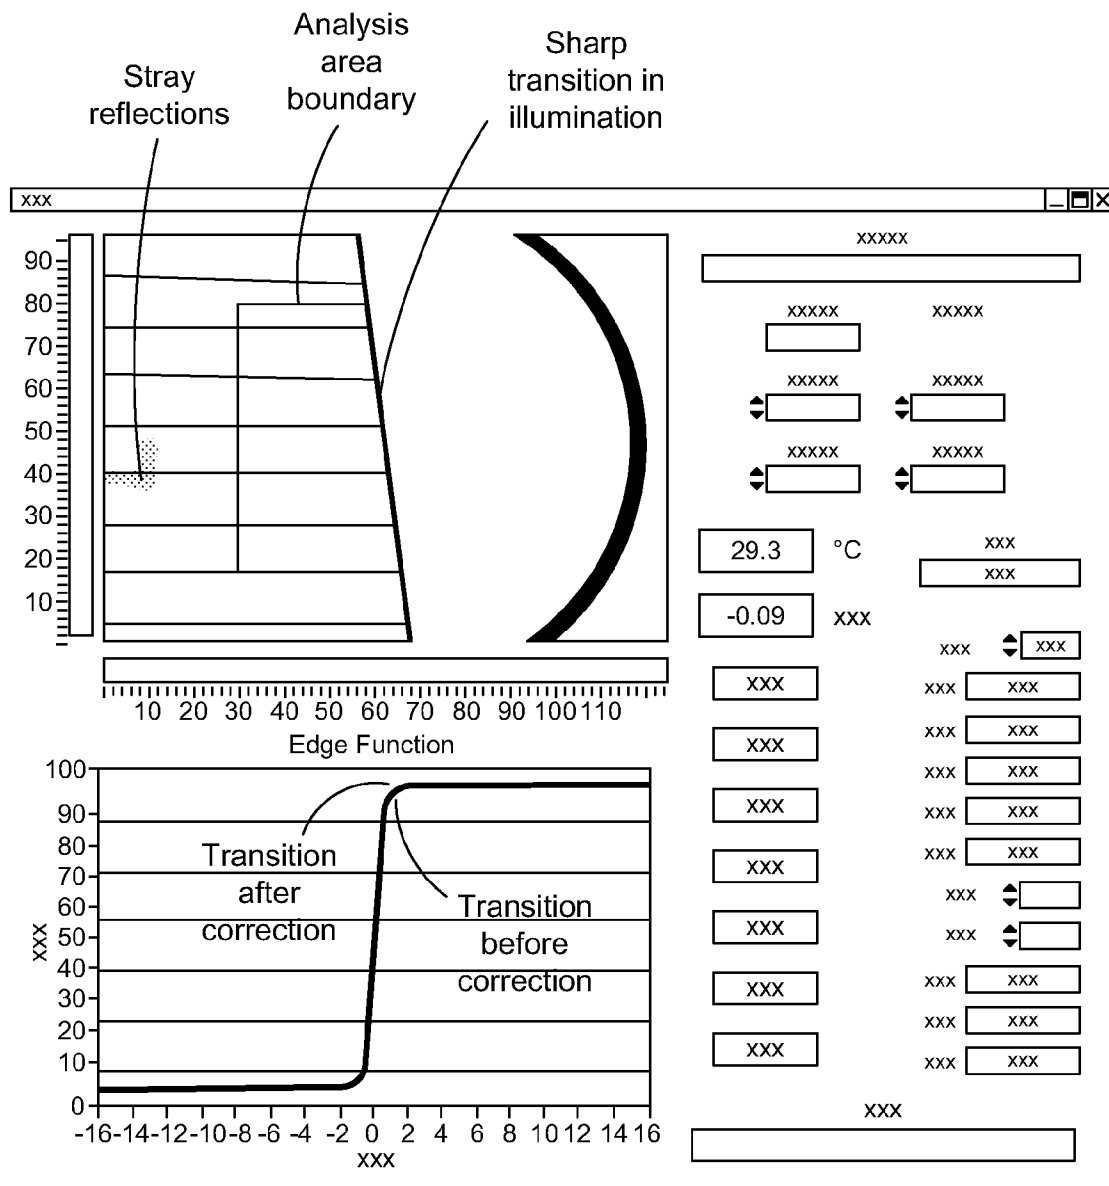 Analysis
area
boundary
Sharp
transition in
illumination
Stray
reflections
xxx
90
80
70
60
50
40
30
20
10
10 20 30 40 50 60 70 80 90 100 110
xxxxx
xxxxx xxxxx
xxxxx xxxxx
xxxxx xxxxx
29.3 °C
-0.09 xxx
xxx
xxx
xxx
xxx
xxx
xxx
xxx
xxx
xxx
xxx xxx
xxx xxx
xxx xxx
xxx xxx
xxx xxx
xxx xxx
xxx
xxx
xxx xxx
xxx xxx
xxx xxx
xxx
Edge Function
100
90
80
70
60
50
40
30
20
10
0
xxx
Transition
after
correction
Transition
before
correction
-16 -14 -12 -10 -8 -6 -4 -2 0 2 4 6 8 10 12 14 16
xxx